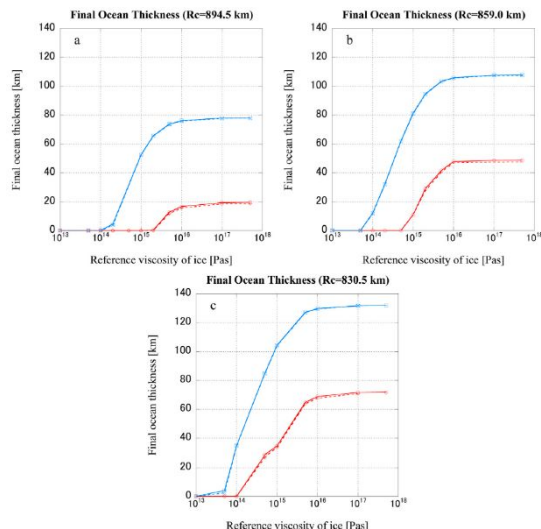 Final Ocean Thickness (Rc=894.5 km)
a
140
120
100
80
60
40
20
0
Final ocean thickness [km]
10^13 10^14 10^15 10^16 10^17 10^18
Reference viscosity of ice [Pas]
Final Ocean Thickness (Rc=859.0 km)
b
140
120
100
80
60
40
20
0
Final ocean thickness [km]
10^13 10^14 10^15 10^16 10^17 10^18
Reference viscosity of ice [Pas]
Final Ocean Thickness (Rc=830.5 km)
c
140
120
100
80
60
40
20
0
Final ocean thickness [km]
10^13 10^14 10^15 10^16 10^17 10^18
Reference viscosity of ice [Pas]